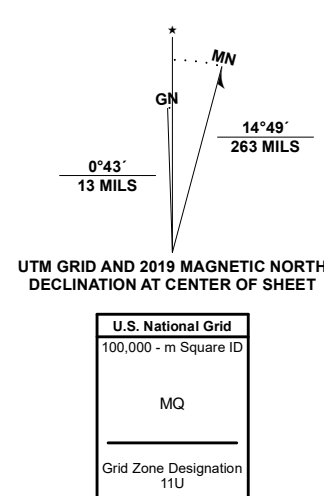 ★
MN
GN
14°49´
263 MILS
0°43´
13 MILS
UTM GRID AND 2019 MAGNETIC NORTH
DECLINATION AT CENTER OF SHEET
U.S. National Grid
100,000 - m Square ID
MQ
Grid Zone Designation
11U